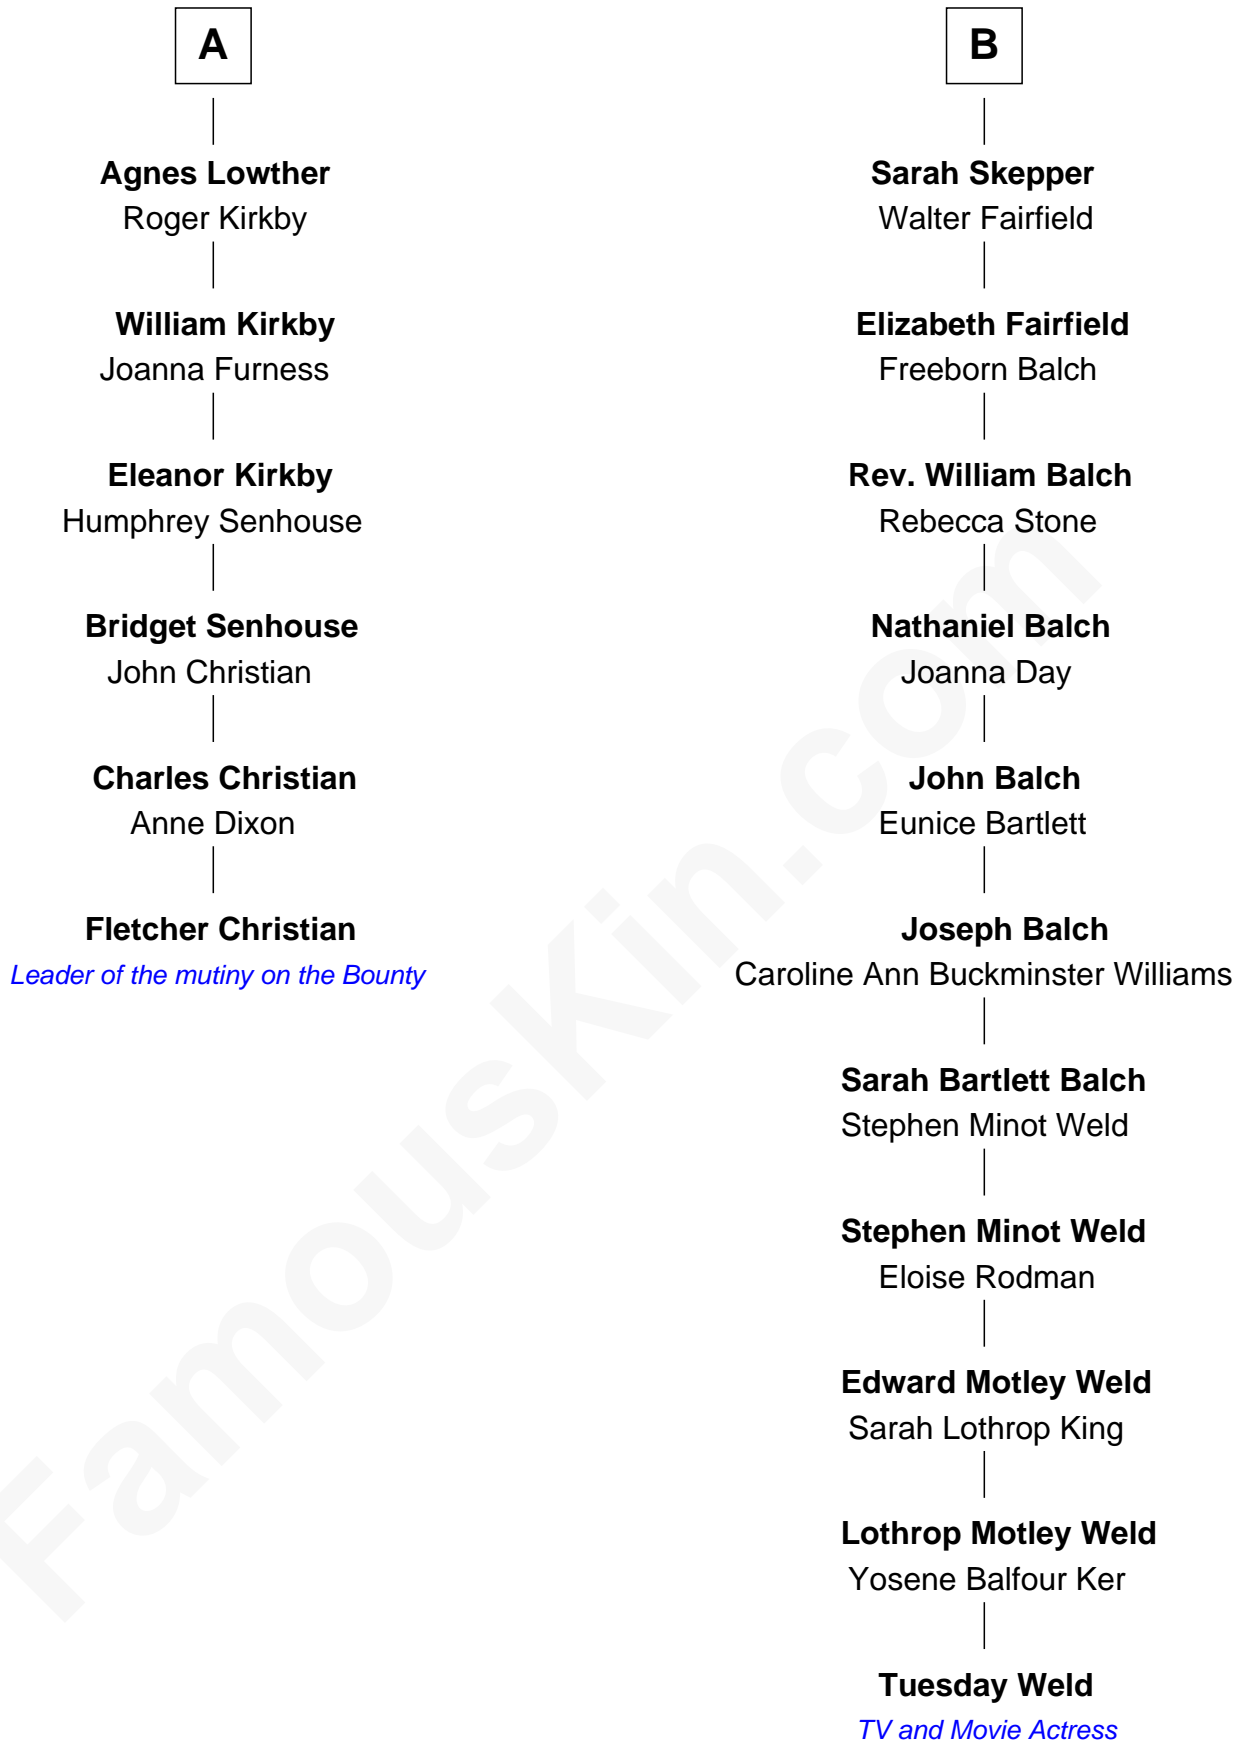 A
Agnes Lowther
Roger Kirkby
William Kirkby
Joanna Furness
Eleanor Kirkby
Humphrey Senhouse
Bridget Senhouse
John Christian
Charles Christian
Anne Dixon
Fletcher Christian
Leader of the mutiny on the Bounty
B
Sarah Skepper
Walter Fairfield
Elizabeth Fairfield
Freeborn Balch
Rev. William Balch
Rebecca Stone
Nathaniel Balch
Joanna Day
John Balch
Eunice Bartlett
Joseph Balch
Caroline Ann Buckminster Williams
Sarah Bartlett Balch
Stephen Minot Weld
Stephen Minot Weld
Eloise Rodman
Edward Motley Weld
Sarah Lothrop King
Lothrop Motley Weld
Yosene Balfour Ker
Tuesday Weld
TV and Movie Actress
FamousKin.com